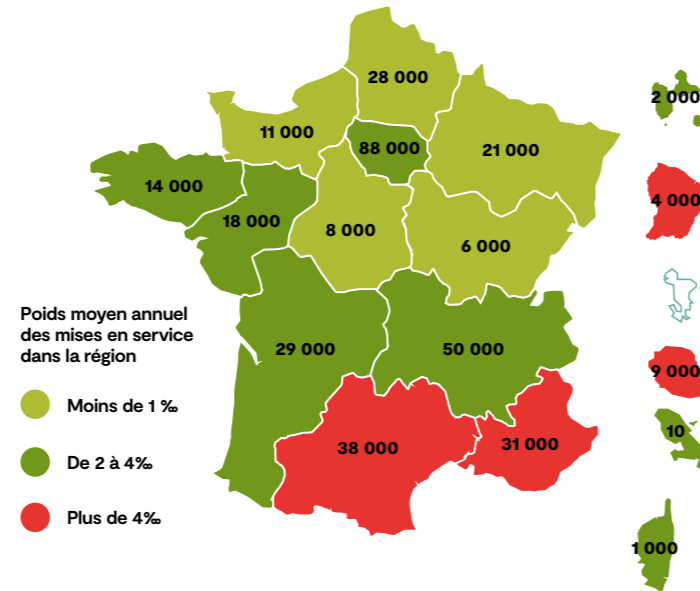 28 000
2 000
11 000
88 000
21 000
14 000
4 000
18 000
8 000
6 000
Poids moyen annuel
des mises en service
dans la région
29 000
50 000
9 000
Moins de 1 ‰
10
38 000
31 000
De 2 à 4‰
Plus de 4‰
1 000